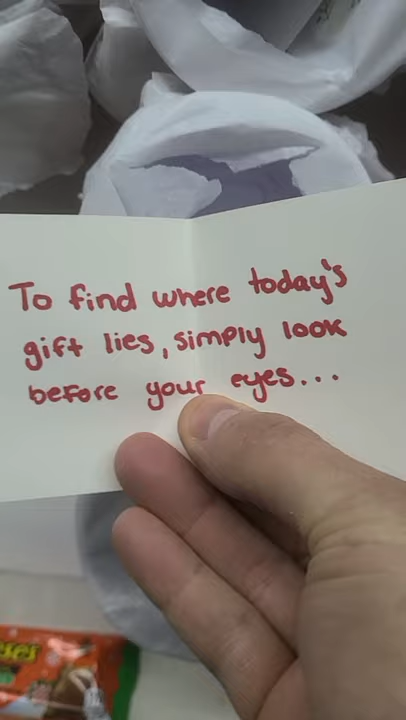 To find where today's
gift lies, simply look
before your eyes...